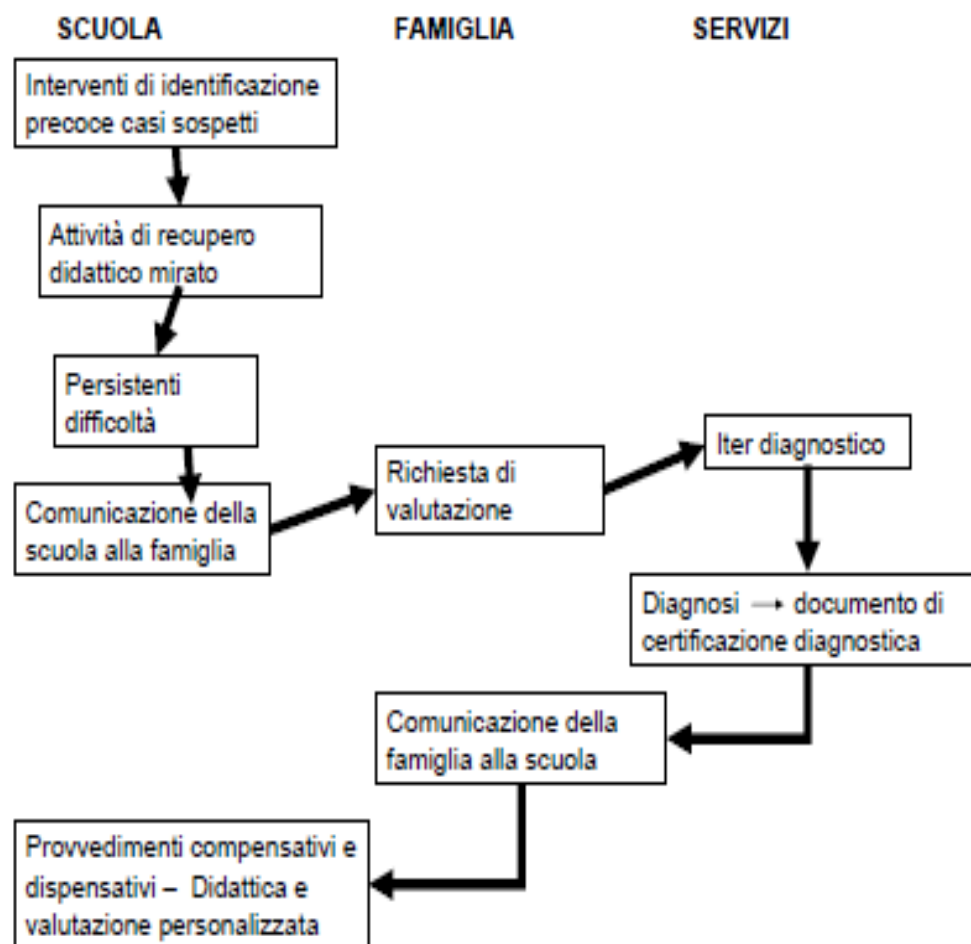 SCUOLA
FAMIGLIA
SERVIZI
Interventi di identificazione
precoce casi sospetti
Attività di recupero
didattico mirato
Persistenti
difficoltà
Comunicazione della
scuola alla famiglia
Richiesta di
valutazione
Iter diagnostico
Diagnosi → documento di
certificazione diagnostica
Comunicazione della
famiglia alla scuola
Provvedimenti compensativi e
dispensativi – Didattica e
valutazione personalizzata